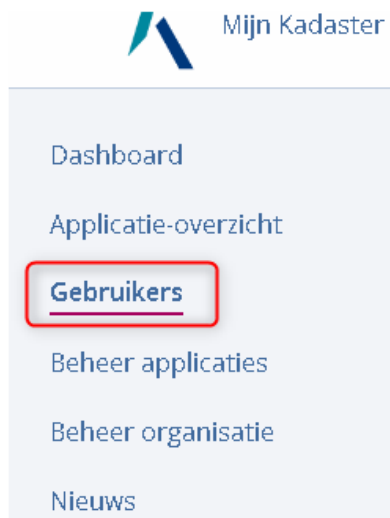 Mijn Kadaster
Dashboard
Applicatie-overzicht
Gebruikers
Beheer applicaties
Beheer organisatie
Nieuws